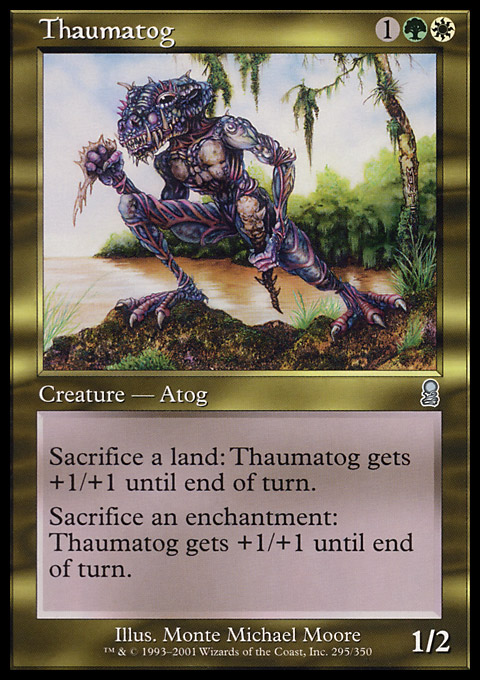 Thaumatog 1
Creature — Atog
Sacrifice a land: Thaumatog gets
+1/+1 until end of turn.
Sacrifice an enchantment:
Thaumatog gets +1/+1 until end
of turn.
Illus. Monte Michael Moore
™ & © 1993–2001 Wizards of the Coast, Inc. 295/350
1/2